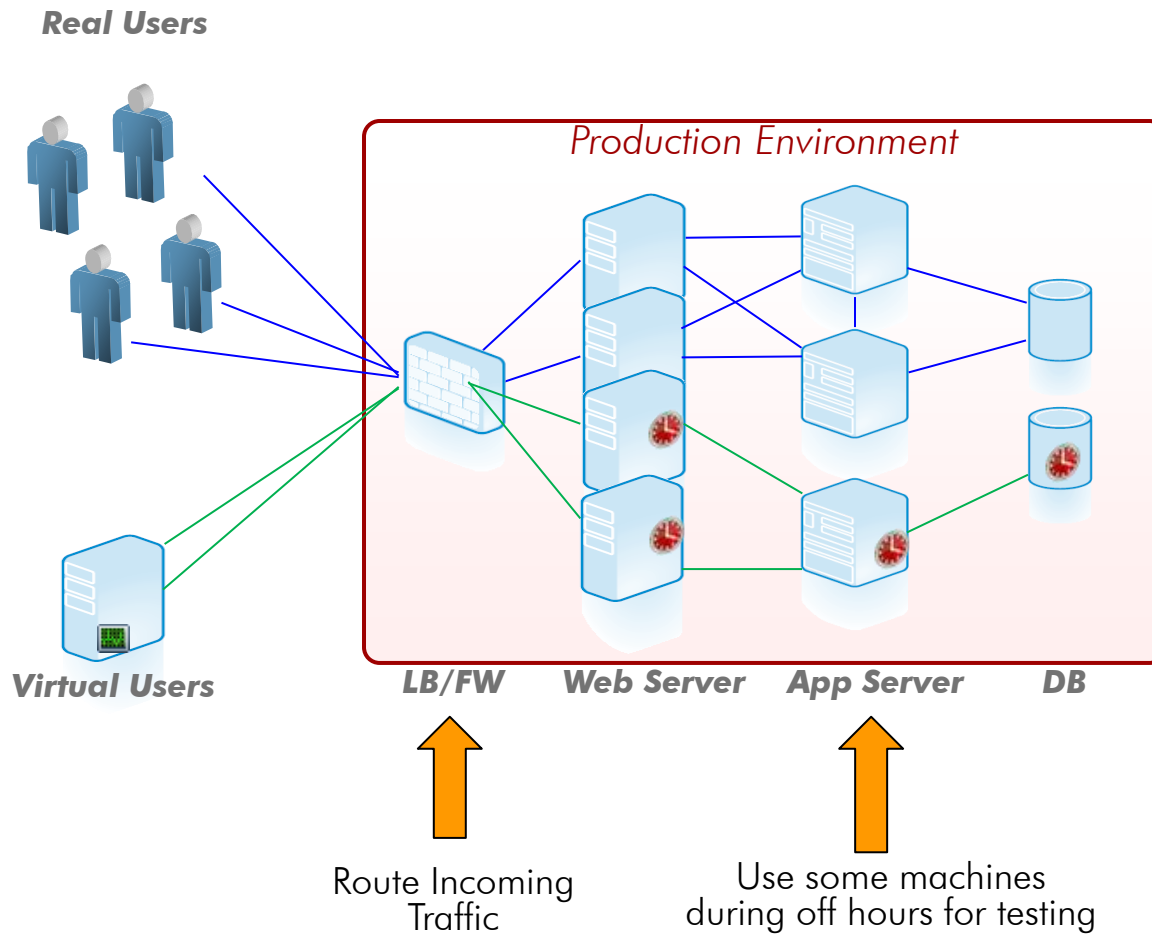 Real Users
Production Environment
Virtual Users
LB/FW
Web Server
App Server
DB
Route Incoming
Traffic
Use some machines
during off hours for testing